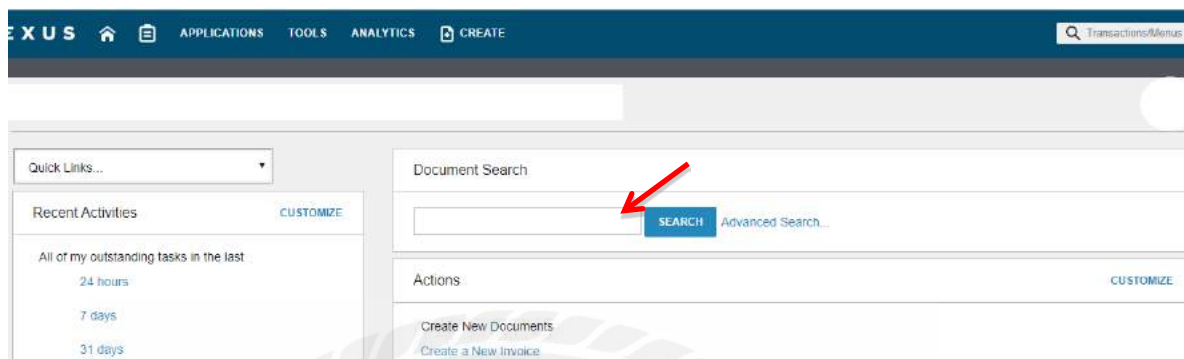 EXUS APPLICATIONS TOOLS ANALYTICS CREATE Transactions/Menus
Quick Links...
Recent Activities CUSTOMIZE
All of my outstanding tasks in the last
24 hours
7 days
31 days
Document Search
SEARCH Advanced Search...
Actions CUSTOMIZE
Create New Documents
Create a New Invoice